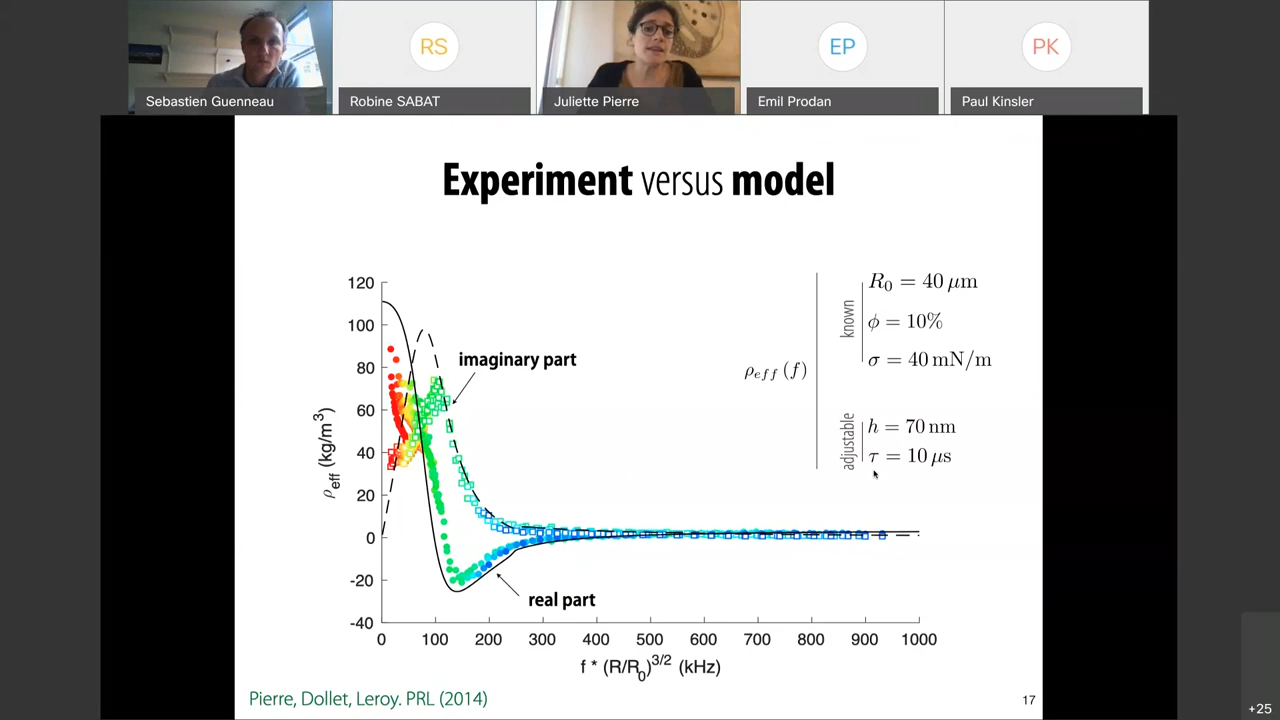 RS
EP
PK
Sebastien Guenneau
Robine SABAT
Juliette Pierre
Emil Prodan
Paul Kinsler
Experiment versus model
120
100
80
60
40
20
0
-20
-40
ρeff (kg/m³)
imaginary part
real part
0 100 200 300 400 500 600 700 800 900 1000
f * (R/R₀)^3/2 (kHz)
ρeff (f)
known
R₀ = 40 μm
ϕ = 10%
σ = 40 mN/m
adjustable
h = 70 nm
τ = 10 μs
Pierre, Dollet, Leroy. PRL (2014)
17
+25